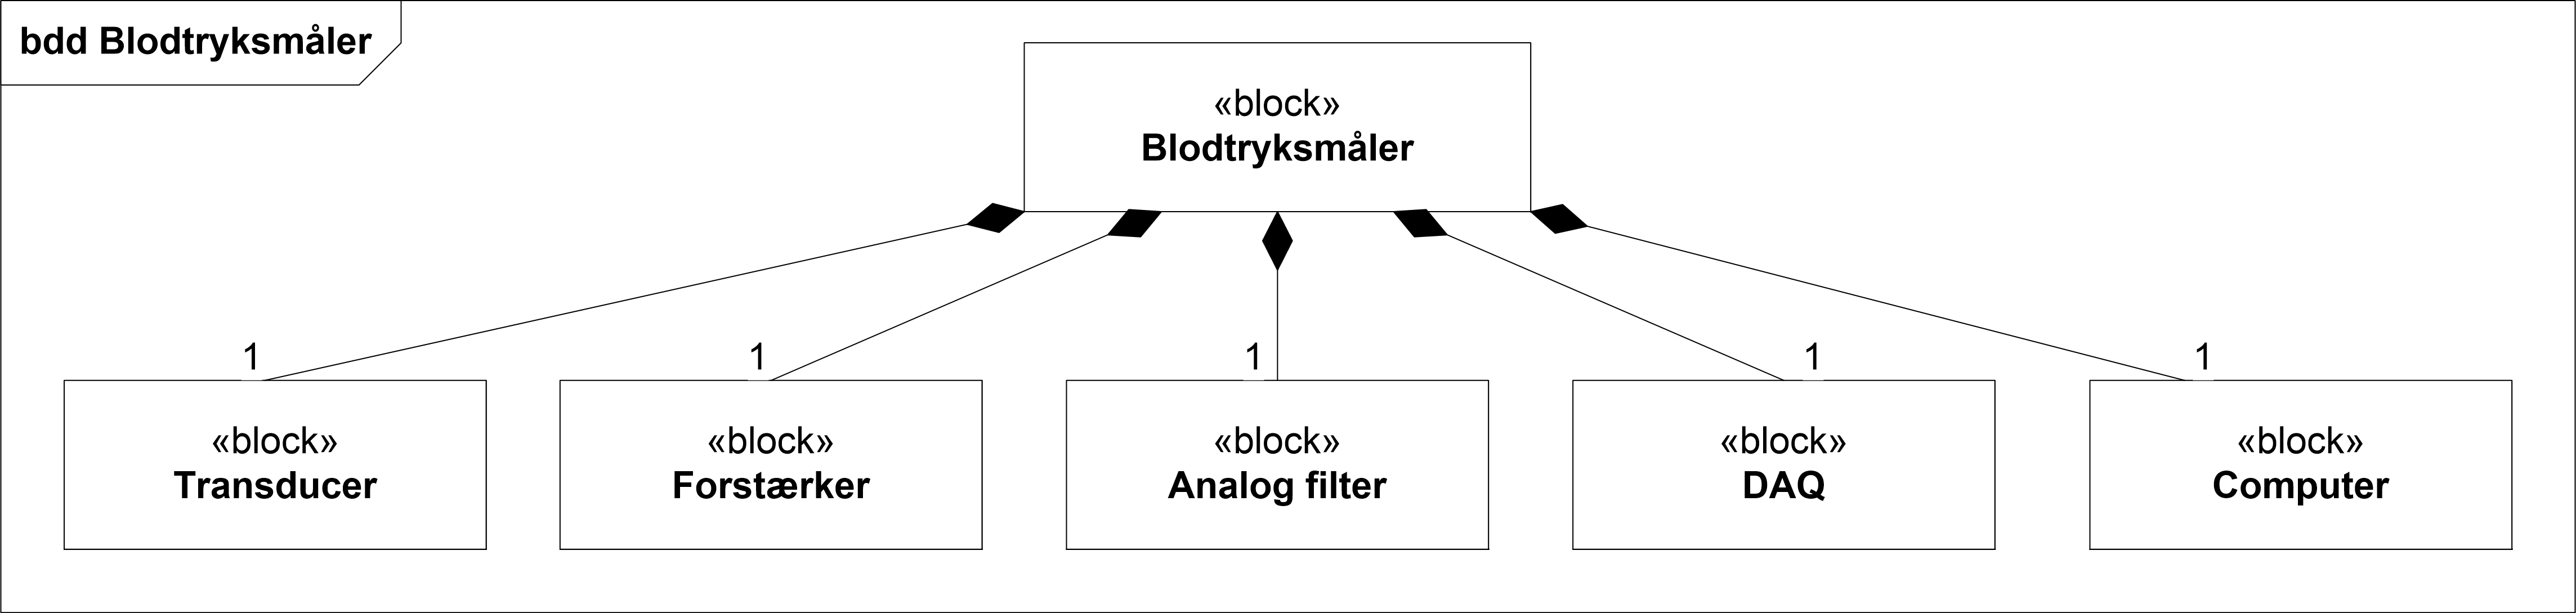 bdd Blodtryksmåler
«block»
Blodtryksmåler
1
1
1
1
1
«block»
Transducer
«block»
Forstærker
«block»
Analog filter
«block»
DAQ
«block»
Computer